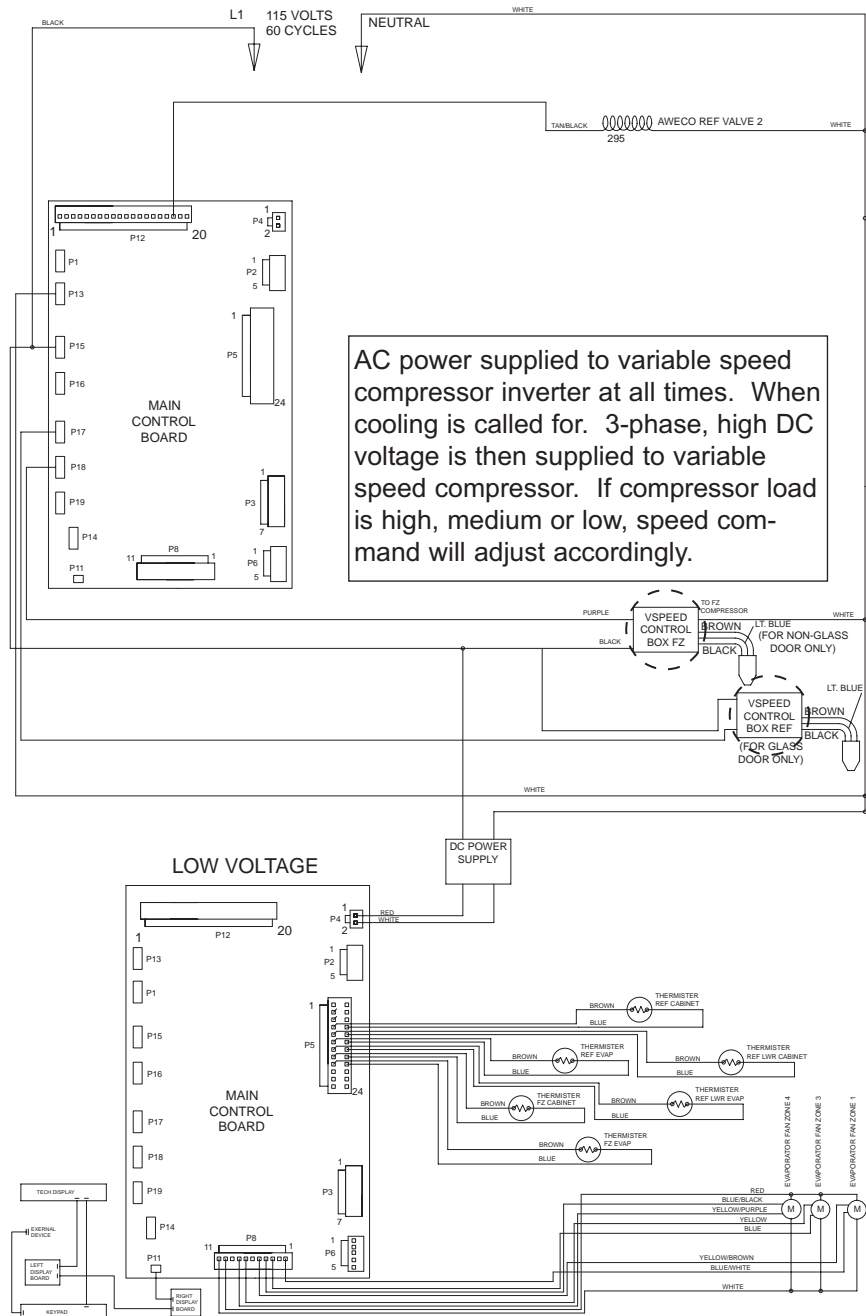 L1 115 VOLTS
60 CYCLES
NEUTRAL
BLACK
WHITE
TAN/BLACK
295
AWECO REF VALVE 2
WHITE
1
P12
20
1
P4
2
P1
P13
P15
P16
P17
P18
P19
P14
P11
1
P2
5
1
P5
24
1
P3
7
11
P8
1
1
P6
5
MAIN
CONTROL
BOARD
AC power supplied to variable speed
compressor inverter at all times. When
cooling is called for. 3-phase, high DC
voltage is then supplied to variable
speed compressor. If compressor load
is high, medium or low, speed com-
mand will adjust accordingly.
PURPLE
BLACK
VSPEED
CONTROL
BOX FZ
TO FZ
COMPRESSOR
WHITE
BROWN
BLACK
LT. BLUE
(FOR NON-GLASS
DOOR ONLY)
VSPEED
CONTROL
BOX REF
(FOR GLASS
DOOR ONLY)
BROWN
BLACK
LT. BLUE
WHITE
DC POWER
SUPPLY
LOW VOLTAGE
1
P12
20
1
P4
2
RED
WHITE
P13
P1
P15
P16
P17
P18
P19
P14
P11
1
P2
5
1
P5
24
1
P3
7
11
P8
1
1
P6
5
MAIN
CONTROL
BOARD
BROWN
BLUE
THERMISTER
REF CABINET
BROWN
BLUE
THERMISTER
REF EVAP
BROWN
BLUE
THERMISTER
REF LWR CABINET
BROWN
BLUE
THERMISTER
FZ CABINET
BROWN
BLUE
THERMISTER
REF LWR EVAP
BROWN
BLUE
THERMISTER
FZ EVAP
EVAPORATOR FAN ZONE 4
EVAPORATOR FAN ZONE 3
EVAPORATOR FAN ZONE 1
M
M
M
RED
BLUE/BLACK
YELLOW/PURPLE
YELLOW
BLUE
YELLOW/BROWN
BLUE/WHITE
WHITE
TECH DISPLAY
EXERNAL
DEVICE
LEFT
DISPLAY
BOARD
KEYPAD
RIGHT
DISPLAY
BOARD